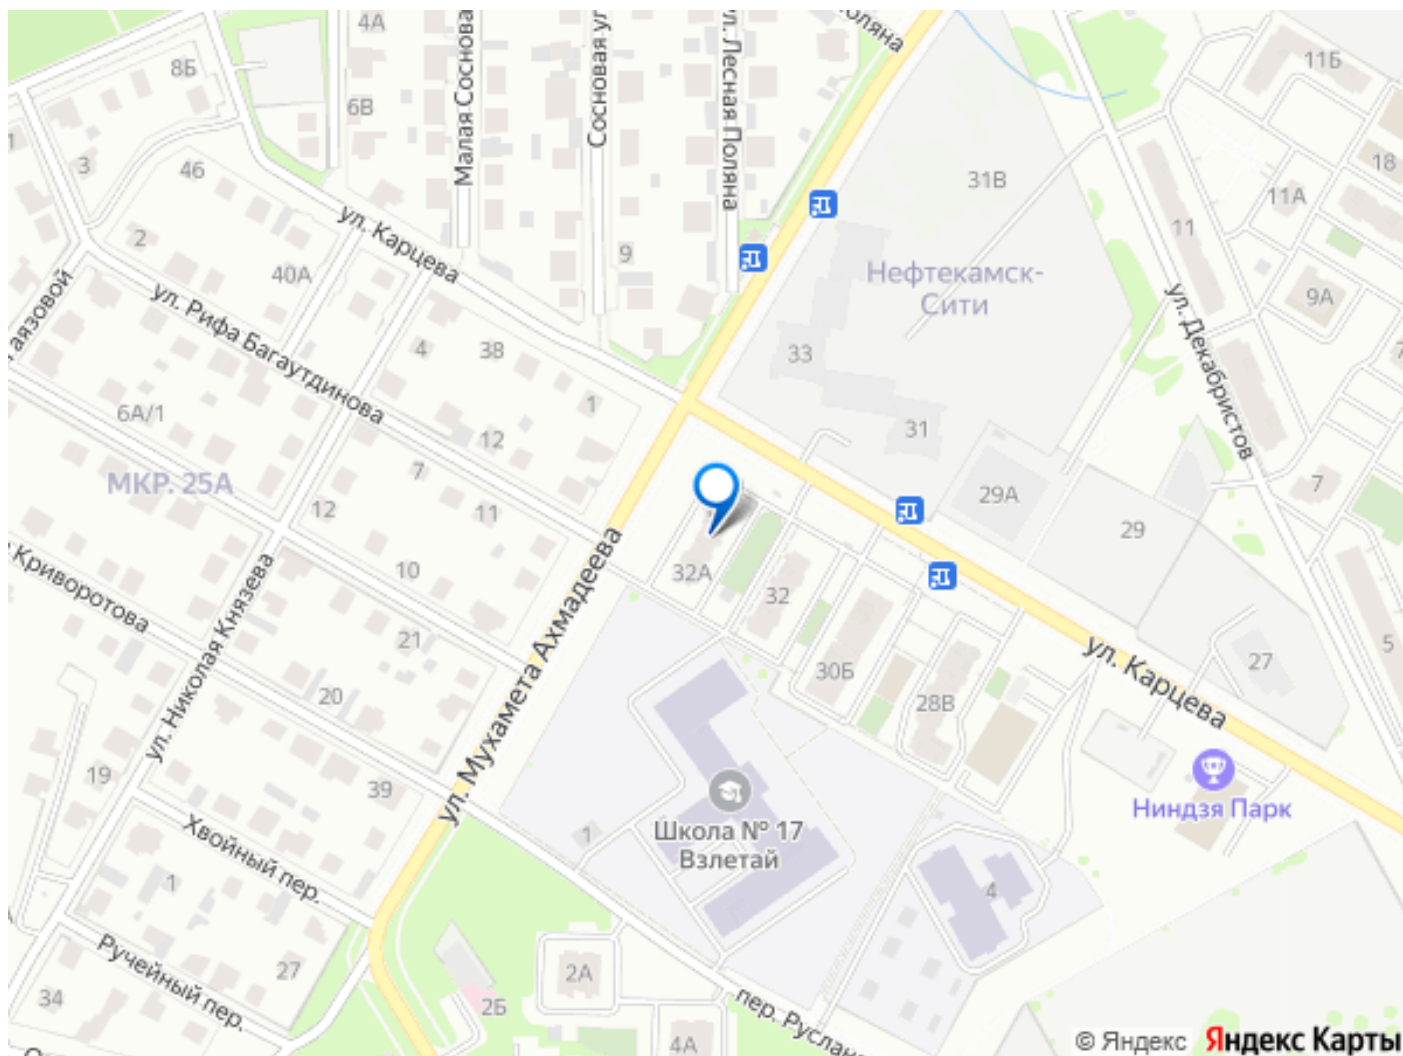 4А
8Б
6В
Малая Соснова
Сосновая ул
ул. Лесная Поляна
оляна
11Б
1
3
46
18
31В
11А
11
2
ул. Карцева
9
40А
Нефтекамск-
Сити
9А
ул. Рифа Багаутдинова
аязовой
ул. Декабристов
4
38
33
7
6А/1
1
12
31
7
МКР. 25А
7
29А
12
11
29
Криворотова
10
32А
32
ул. Мухамета Ахмадеева
ул. Николая Князева
21
30Б
5
27
20
28В
ул. Карцева
19
39
Ниндзя Парк
Хвойный пер.
1
Школа № 17
Взлетай
1
4
Ручейный пер.
27
2А
34
2Б
пер. Руслан
4А
© Яндекс Яндекс Карты